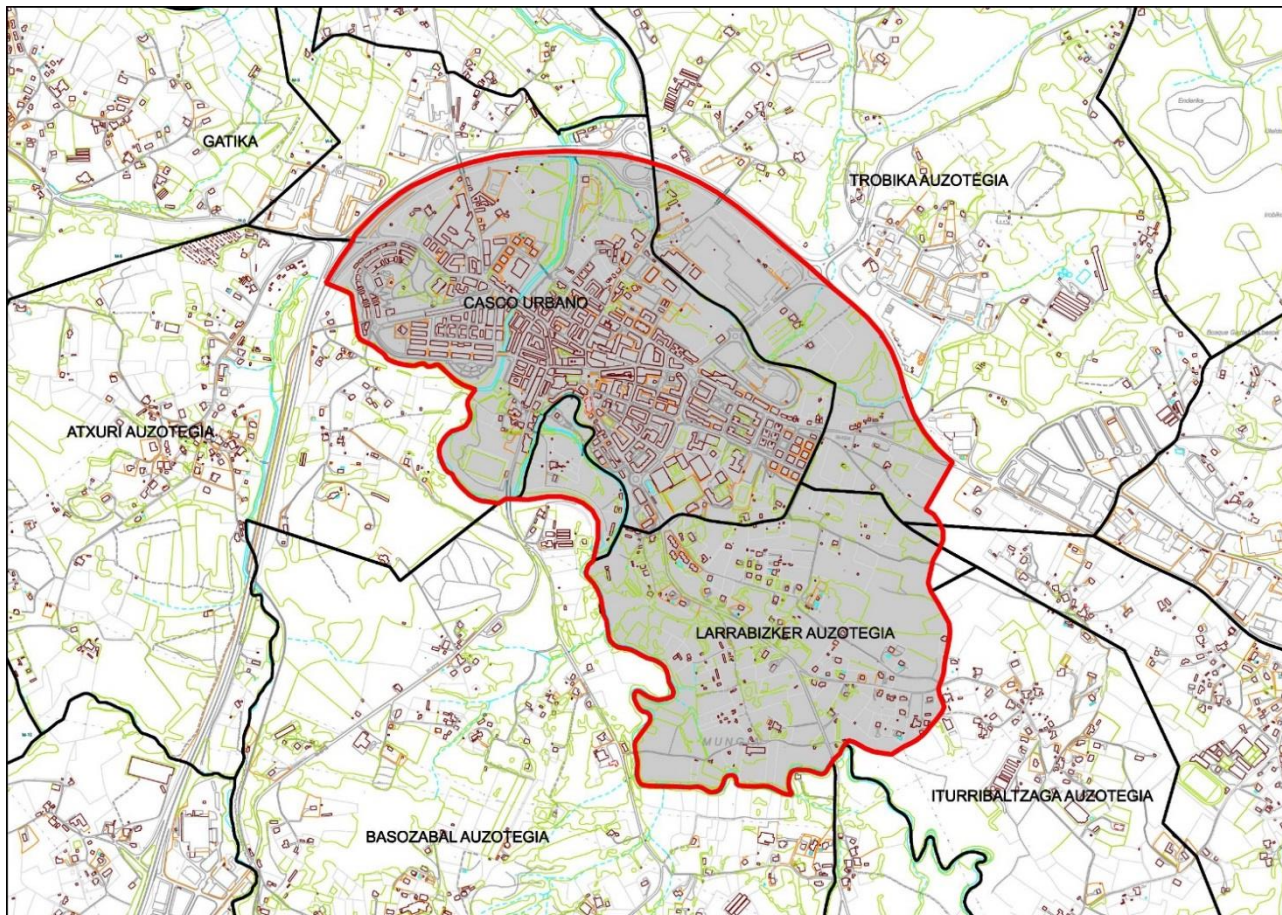 GATIKA
TROBIKA AUZOTEGIA
CASCO URBANO
ATXURI AUZOTEGIA
LARRABIZKER AUZOTEGIA
ITURRIBALTZAGA AUZOTEGIA
BASOZABAL AUZOTEGIA